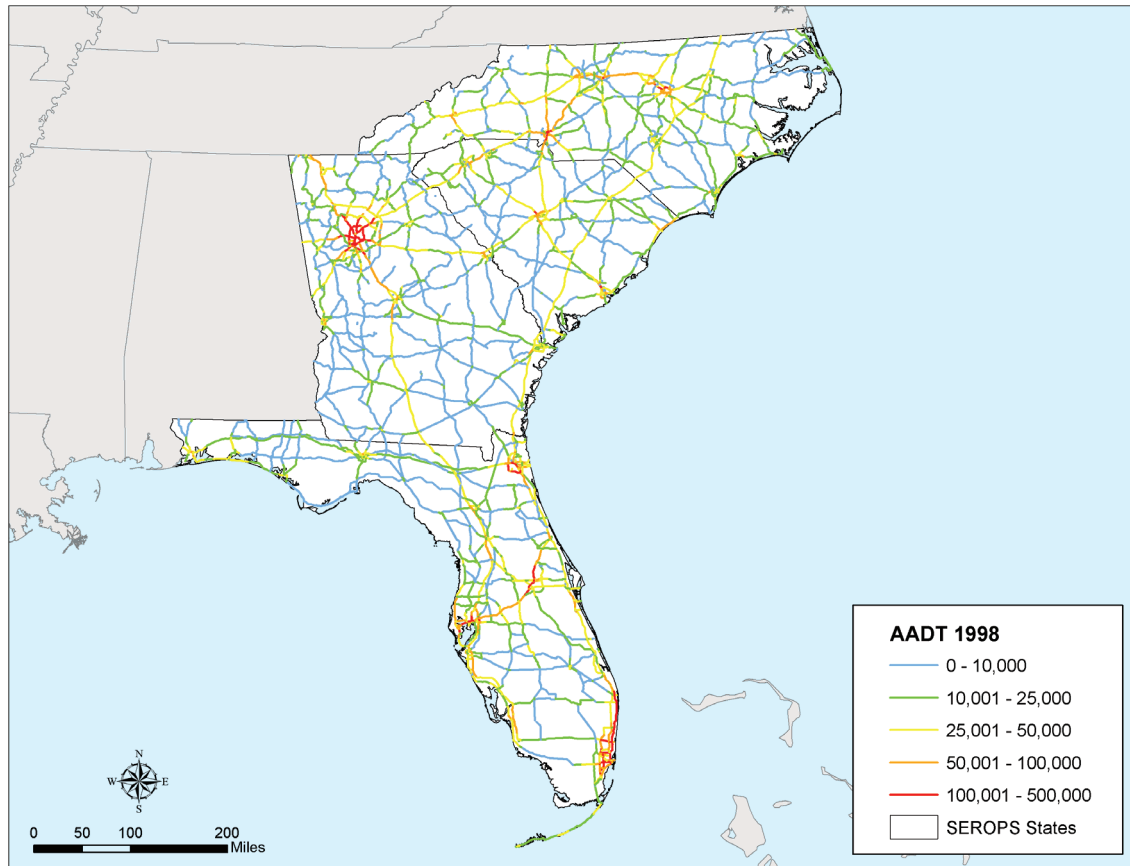 AADT 1998
0 - 10,000
10,001 - 25,000
25,001 - 50,000
50,001 - 100,000
100,001 - 500,000
SEROPS States
N
W E
S
0 50 100 200
Miles